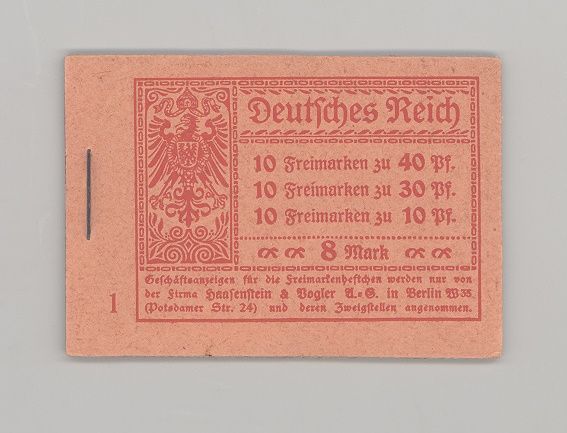 Deutsches Reich
10 Freimarken zu 40 Pf.
10 Freimarken zu 30 Pf.
10 Freimarken zu 10 Pf.
8 Mark
Geschäftsanzeigen für die Freimarkenheftchen werden nur von
der Firma Haasenstein & Vogler A.=G. in Berlin W 35
(Potsdamer Str. 24) und deren Zweigstellen angenommen.
1